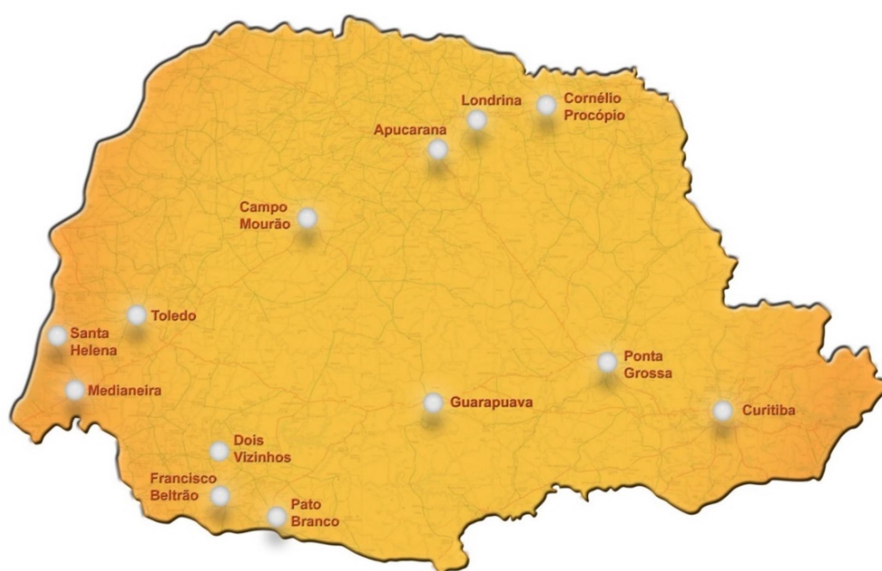 Londrina
Cornélio
Procópio
Apucarana
Campo
Mourão
Toledo
Santa
Helena
Medianeira
Ponta
Grossa
Guarapuava
Curitiba
Dois
Vizinhos
Francisco
Beltrão
Pato
Branco